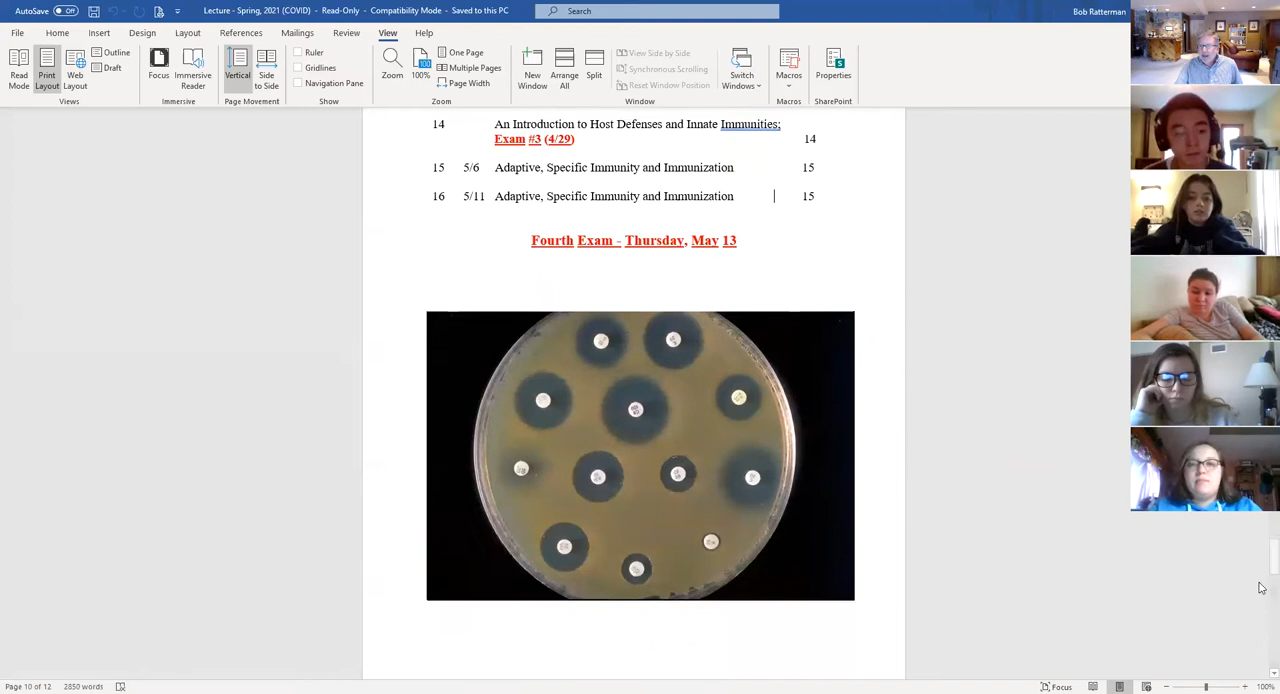 AutoSave Off Lecture - Spring, 2021 (COVID) - Read-Only - Compatibility Mode - Saved to this PC Search Bob Ratterman
File Home Insert Design Layout References Mailings Review View Help
Read Mode
Print Layout
Web Layout
Outline
Draft
Views
Focus
Immersive Reader
Immersive
Vertical
Side to Side
Page Movement
Ruler
Gridlines
Navigation Pane
Show
Zoom
100%
One Page
Multiple Pages
Page Width
Zoom
New Window
Arrange All
Split
View Side by Side
Synchronous Scrolling
Reset Window Position
Window
Switch Windows
Macros
Macros
Properties
SharePoint
14 An Introduction to Host Defenses and Innate Immunities;
Exam #3 (4/29) 14
15 5/6 Adaptive, Specific Immunity and Immunization 15
16 5/11 Adaptive, Specific Immunity and Immunization 15
Fourth Exam - Thursday, May 13
Page 10 of 12 2850 words Focus 100%